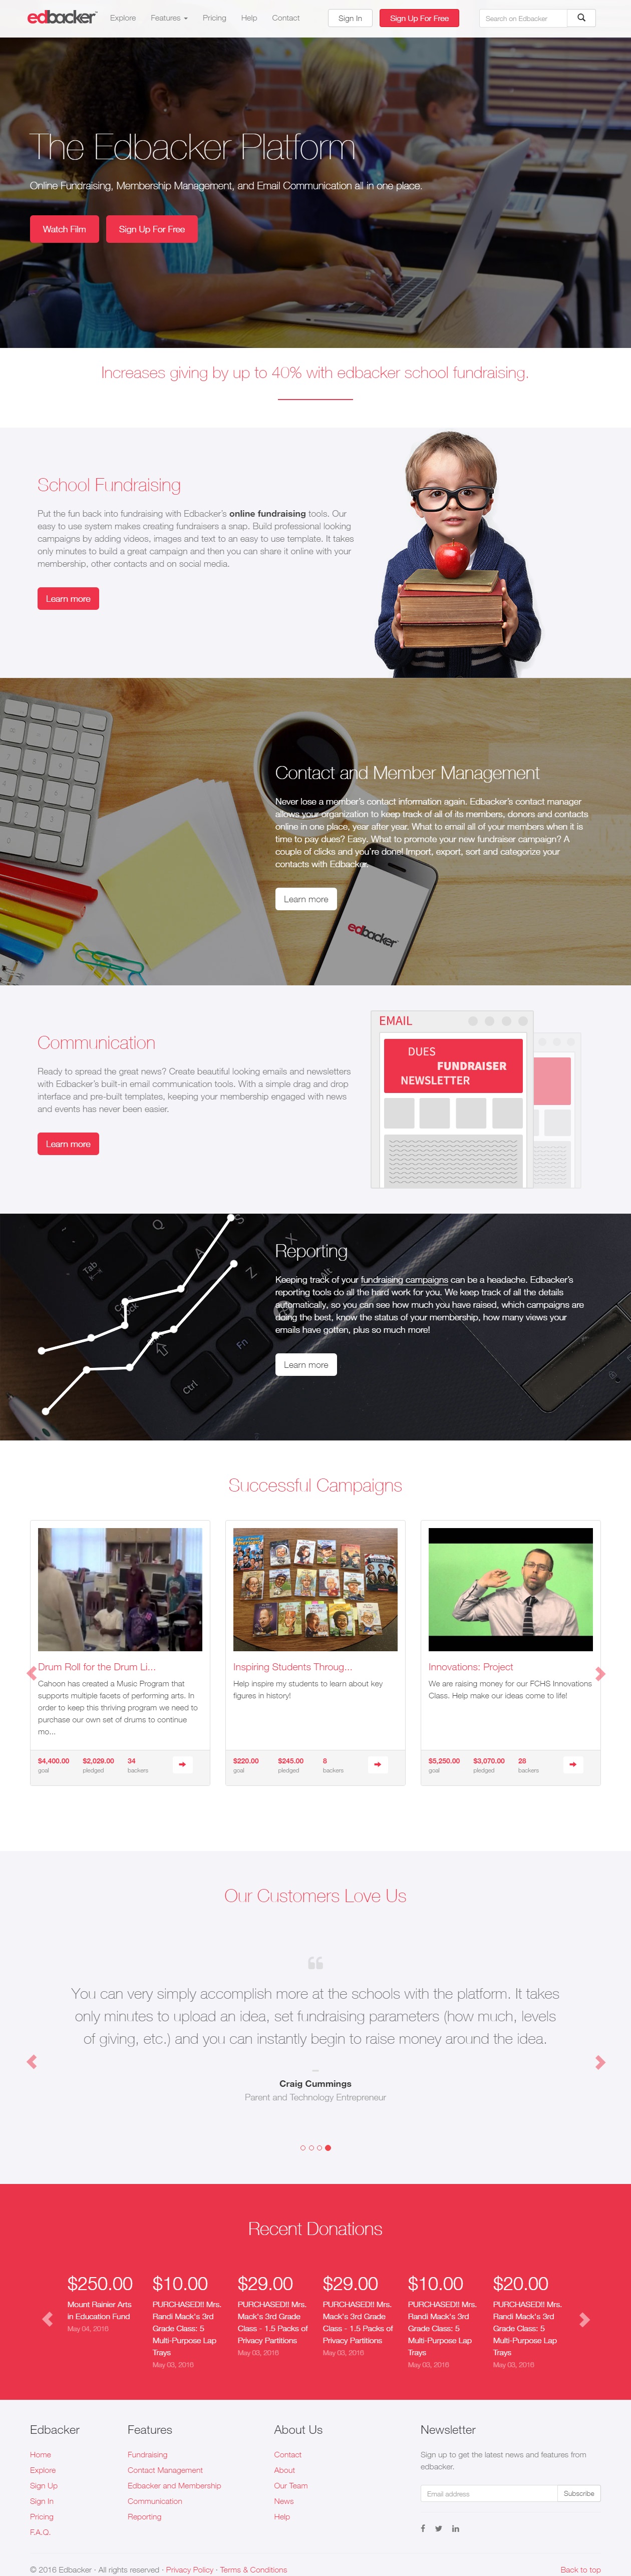 edbacker
Explore Features Pricing Help Contact Sign In Sign Up For Free Search on Edbacker
The Edbacker Platform
Online Fundraising, Membership Management, and Email Communication all in one place.
Watch Film Sign Up For Free
Increases giving by up to 40% with edbacker school fundraising.
School Fundraising
Put the fun back into fundraising with Edbacker's online fundraising tools. Our
easy to use system makes creating fundraisers a snap. Build professional looking
campaigns by adding videos, images and text to an easy to use template. It takes
only minutes to build a great campaign and then you can share it online with your
membership, other contacts and on social media.
Learn more
Contact and Member Management
Never lose a member's contact information again. Edbacker's contact manager
allows your organization to keep track of all of its members, donors and contacts
online in one place, year after year. What to email all of your members when it is
time to pay dues? Easy. What to promote your new fundraiser campaign? A
couple of clicks and you're done! Import, export, sort and categorize your
contacts with Edbacker.
Learn more
edbacker
Communication
Ready to spread the great news? Create beautiful looking emails and newsletters
with Edbacker's built-in email communication tools. With a simple drag and drop
interface and pre-built templates, keeping your membership engaged with news
and events has never been easier.
Learn more
EMAIL
DUES
FUNDRAISER
NEWSLETTER
Reporting
Keeping track of your fundraising campaigns can be a headache. Edbacker's
reporting tools do all the hard work for you. We keep track of all the details
automatically, so you can see how much you have raised, which campaigns are
doing the best, know the status of your membership, how many views your
emails have gotten, plus so much more!
Learn more
Q
S
Tab
A
X
Z
Fn
Ctrl
Successful Campaigns
Drum Roll for the Drum Li...
Cahoon has created a Music Program that
supports multiple facets of performing arts. In
order to keep this thriving program we need to
purchase our own set of drums to continue
mo...
$4,400.00 $2,029.00 34
goal pledged backers
Inspiring Students Throug...
Help inspire my students to learn about key
figures in history!
$220.00 $245.00 8
goal pledged backers
Innovations: Project
We are raising money for our FCHS Innovations
Class. Help make our ideas come to life!
$5,250.00 $3,070.00 28
goal pledged backers
Our Customers Love Us
You can very simply accomplish more at the schools with the platform. It takes
only minutes to upload an idea, set fundraising parameters (how much, levels
of giving, etc.) and you can instantly begin to raise money around the idea.
Craig Cummings
Parent and Technology Entrepreneur
Recent Donations
$250.00
Mount Rainier Arts
in Education Fund
May 04, 2016
$10.00
PURCHASED!! Mrs.
Randi Mack's 3rd
Grade Class: 5
Multi-Purpose Lap
Trays
May 03, 2016
$29.00
PURCHASED!! Mrs.
Mack's 3rd Grade
Class - 1.5 Packs of
Privacy Partitions
May 03, 2016
$29.00
PURCHASED!! Mrs.
Mack's 3rd Grade
Class - 1.5 Packs of
Privacy Partitions
May 03, 2016
$10.00
PURCHASED!! Mrs.
Randi Mack's 3rd
Grade Class: 5
Multi-Purpose Lap
Trays
May 03, 2016
$20.00
PURCHASED!! Mrs.
Randi Mack's 3rd
Grade Class: 5
Multi-Purpose Lap
Trays
May 03, 2016
Edbacker
Home
Explore
Sign Up
Sign In
Pricing
F.A.Q.
Features
Fundraising
Contact Management
Edbacker and Membership
Communication
Reporting
About Us
Contact
About
Our Team
News
Help
Newsletter
Sign up to get the latest news and features from
edbacker.
Email address Subscribe
© 2016 Edbacker · All rights reserved · Privacy Policy · Terms & Conditions Back to top